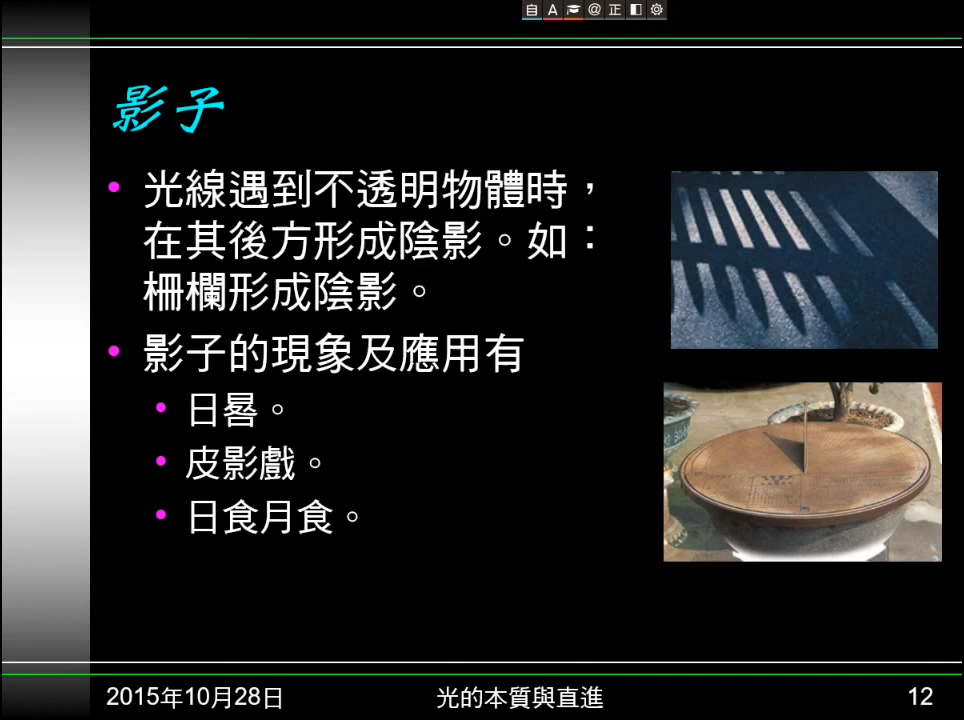 自 A @ 正
影子
光線遇到不透明物體時，
在其後方形成陰影。如：
柵欄形成陰影。
影子的現象及應用有
日晷。
皮影戲。
日食月食。
2015年10月28日
光的本質與直進
12